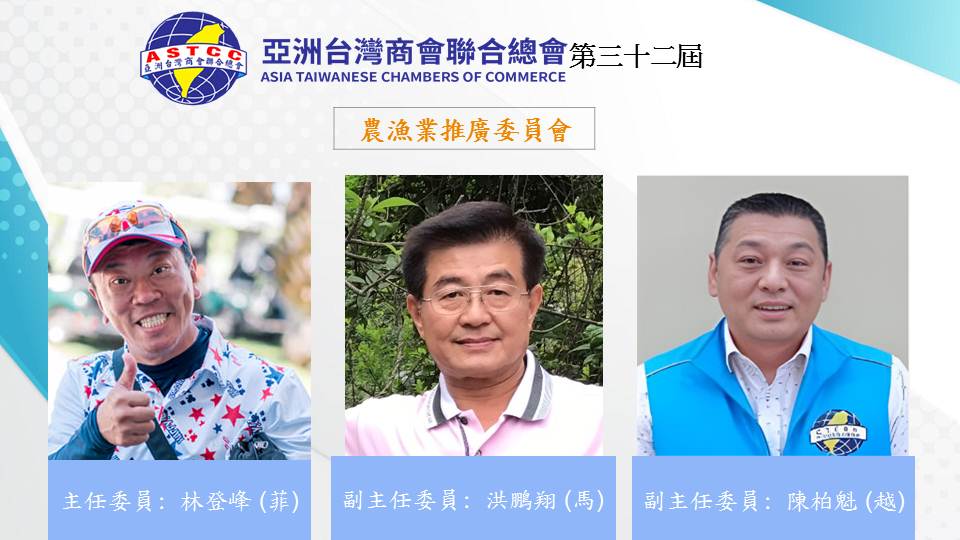 ASTCC
亞洲台灣商會聯合總會
亞洲台灣商會聯合總會第三十二屆
ASIA TAIWANESE CHAMBERS OF COMMERCE
農漁業推廣委員會
主任委員：林登峰(菲)
副主任委員：洪鵬翔(馬)
副主任委員：陳柏魁(越)